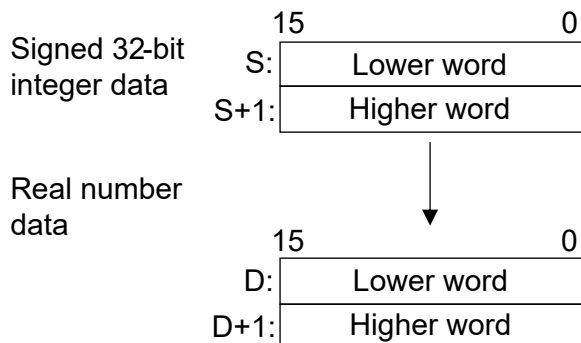 15 0
Signed 32-bit
integer data
S: Lower word
S+1: Higher word
Real number
data
15 0
D: Lower word
D+1: Higher word